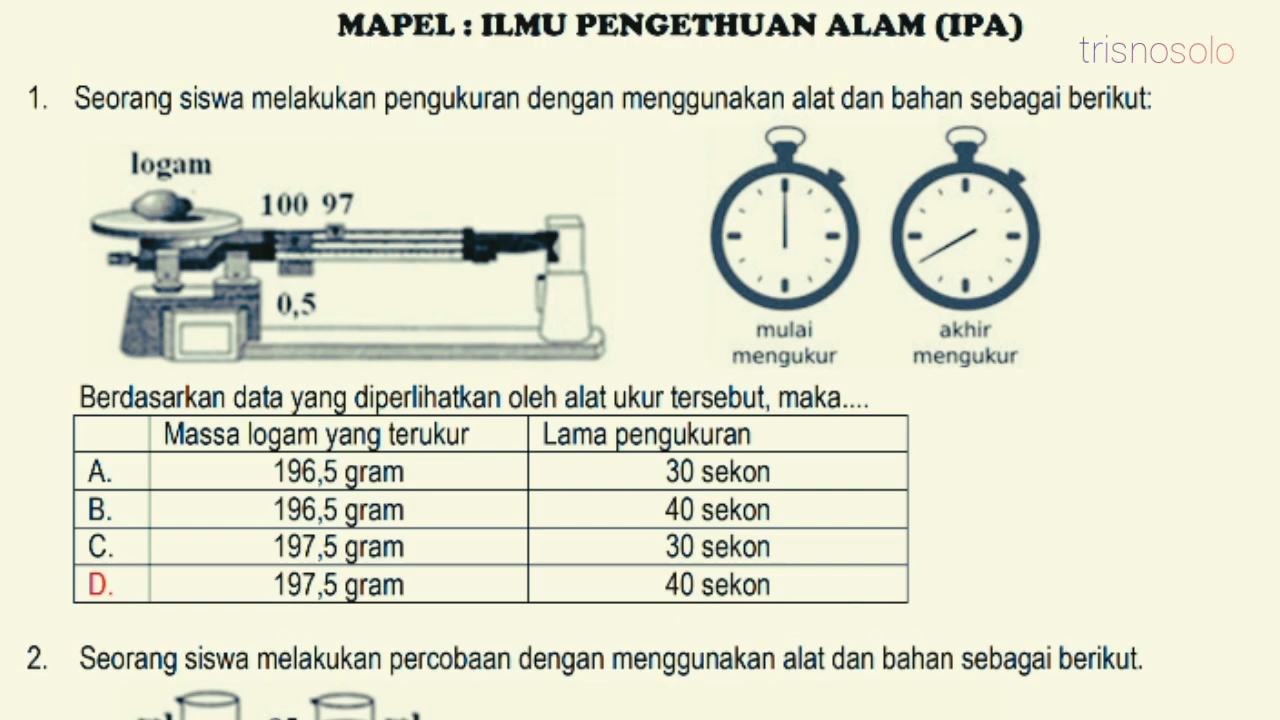 MAPEL : ILMU PENGETHUAN ALAM (IPA)
trisnosolo
1. Seorang siswa melakukan pengukuran dengan menggunakan alat dan bahan sebagai berikut:
logam
100 97
0,5
mulai mengukur
akhir mengukur
Berdasarkan data yang diperlihatkan oleh alat ukur tersebut, maka....
Massa logam yang terukur Lama pengukuran
A. 196,5 gram 30 sekon
B. 196,5 gram 40 sekon
C. 197,5 gram 30 sekon
D. 197,5 gram 40 sekon
2. Seorang siswa melakukan percobaan dengan menggunakan alat dan bahan sebagai berikut.